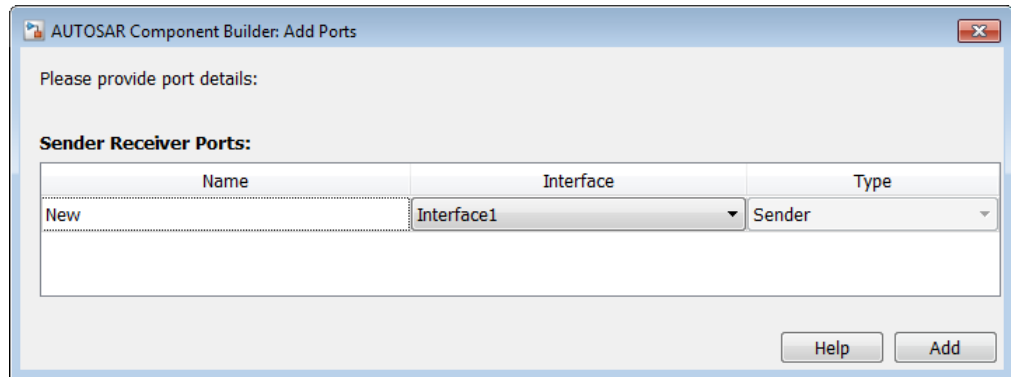 AUTOSAR Component Builder: Add Ports
Please provide port details:
Sender Receiver Ports:
Name Interface Type
New Interface1 Sender
Help Add